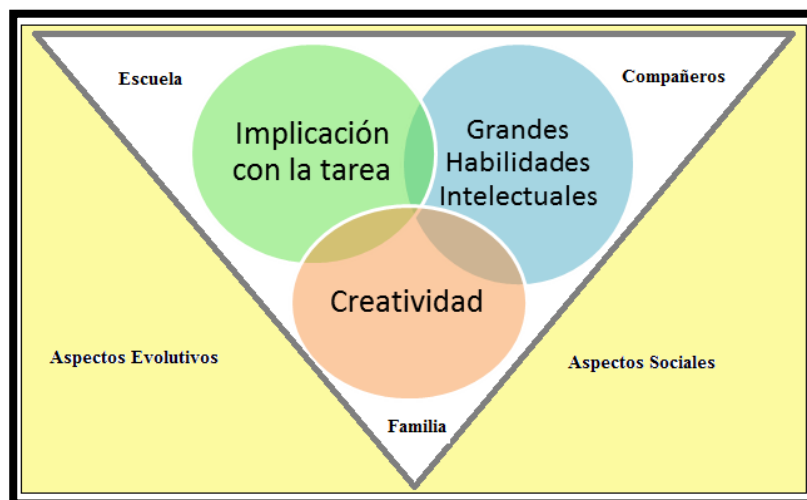 Escuela
Compañeros
Implicación
con la tarea
Grandes
Habilidades
Intelectuales
Creatividad
Aspectos Evolutivos
Aspectos Sociales
Familia